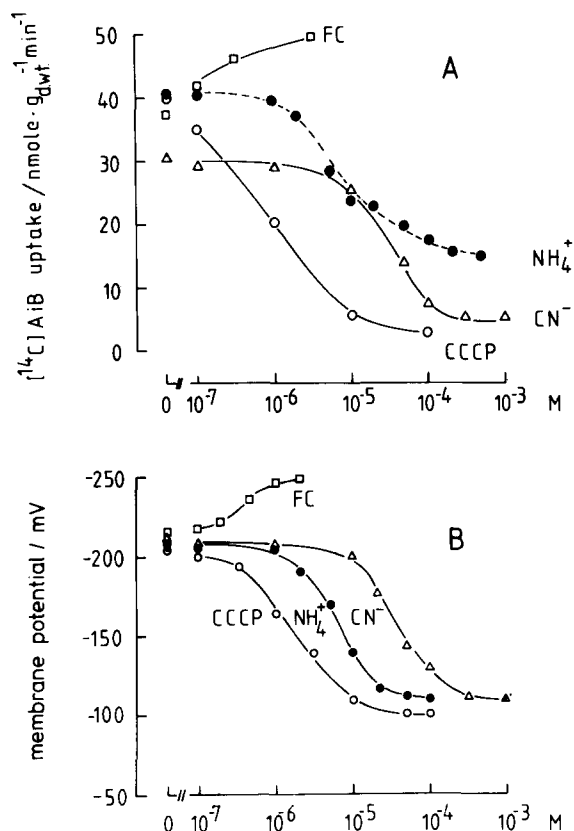 A
[¹⁴C] AiB uptake / nmole · g⁻¹dwt min⁻¹
50
40
30
20
10
0
FC
NH₄⁺
CN⁻
CCCP
0 10⁻⁷ 10⁻⁶ 10⁻⁵ 10⁻⁴ 10⁻³ M
B
membrane potential / mV
-250
-200
-150
-100
-50
FC
CCCP NH₄⁺ CN⁻
0 10⁻⁷ 10⁻⁶ 10⁻⁵ 10⁻⁴ 10⁻³ M